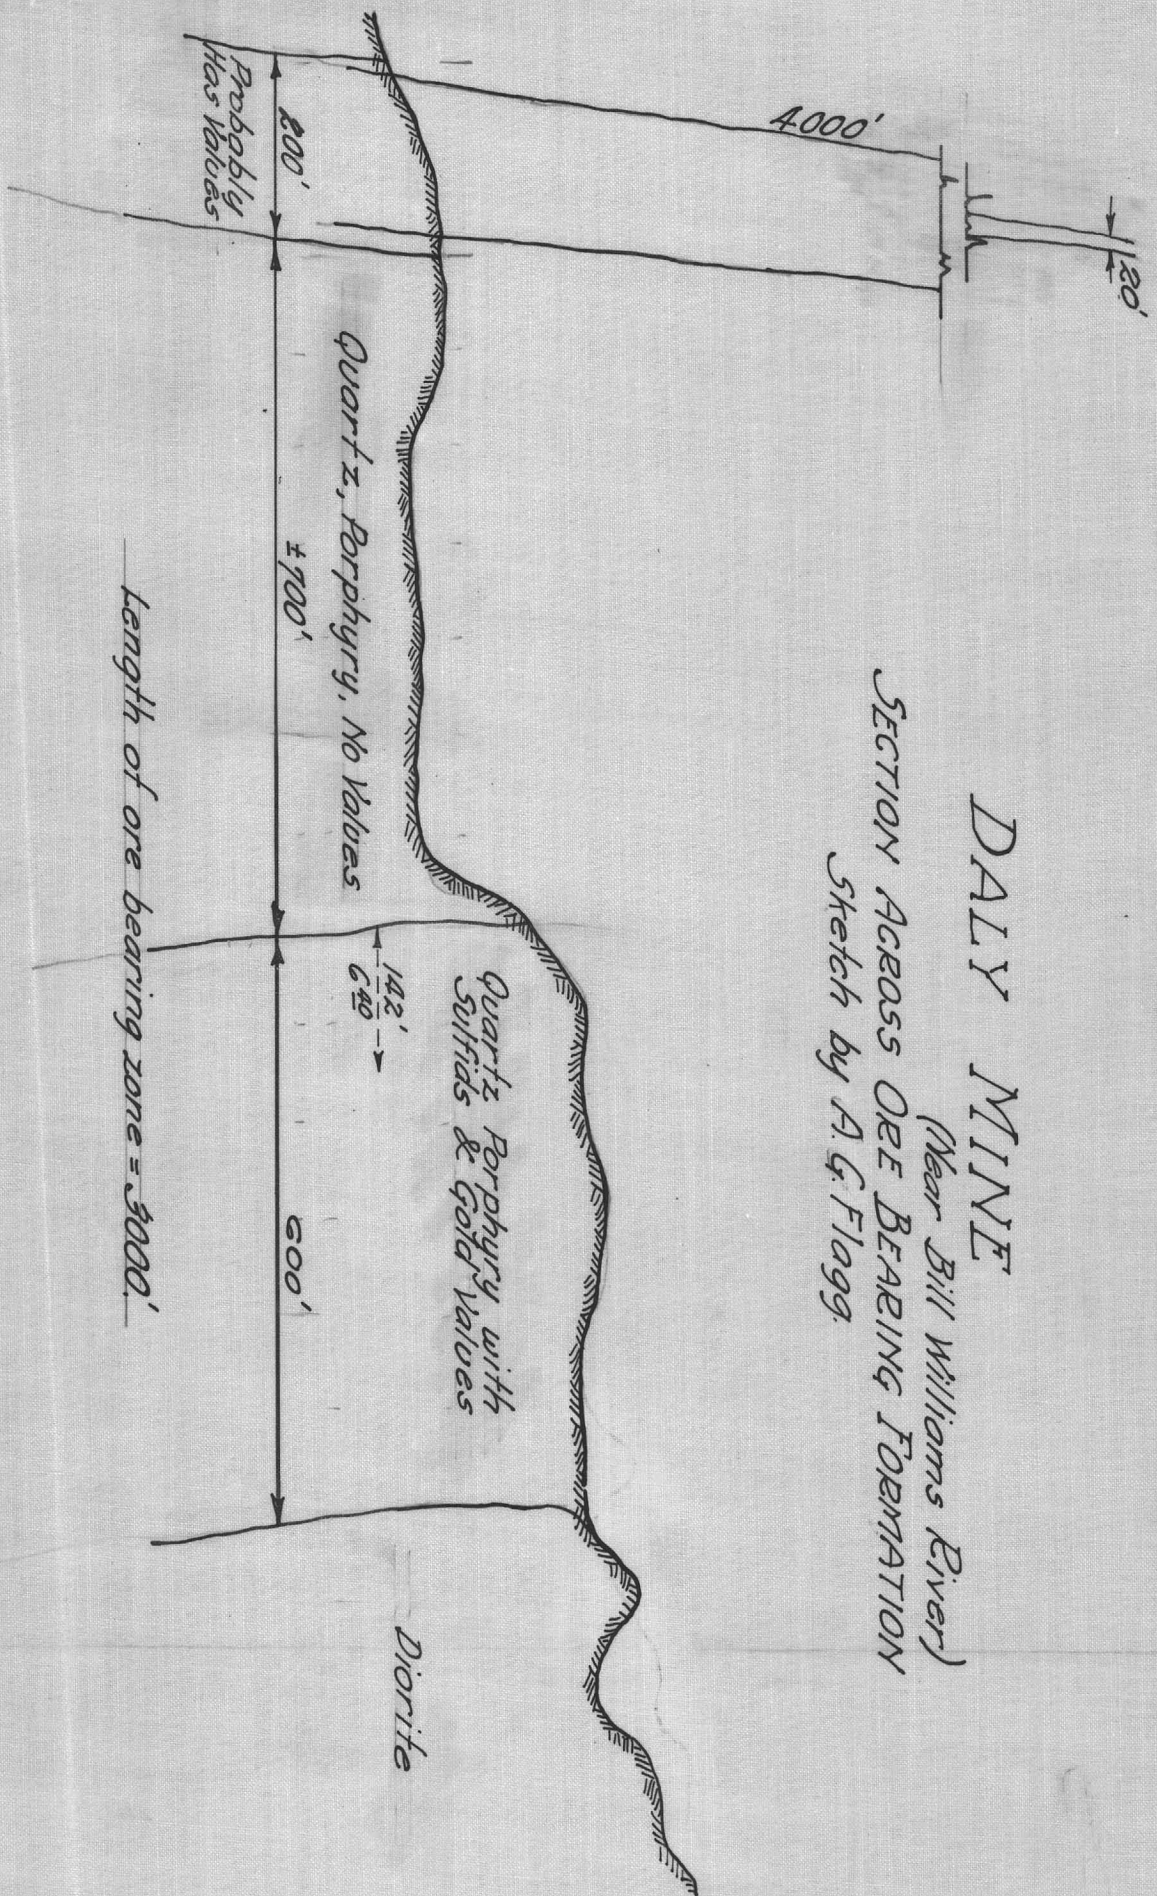 DALY MINE
(Near Bill Williams River)
SECTION ACROSS ORE BEARING FORMATION
Sketch by A.G. Flagg.
20'
4000'
200'
Probably
Has Values
Quartz, Porphyry, No Values
±700'
142'
6 40
Quartz Porphyry with
Sulfids & Gold Values
600'
Diorite
Length of ore bearing zone = 3000'